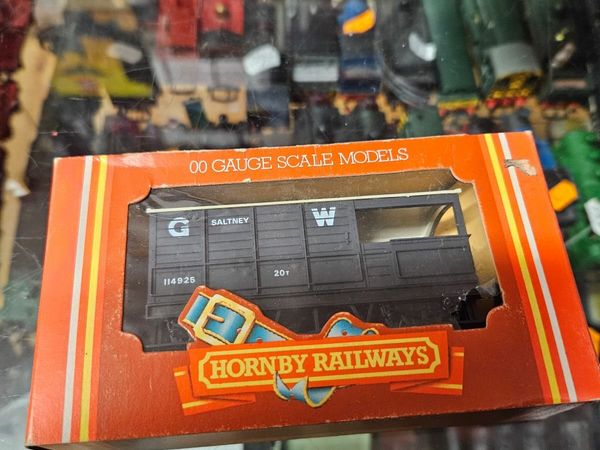 00 GAUGE SCALE MODELS
G SALTNEY W
114925 20T
HORNBY RAILWAYS